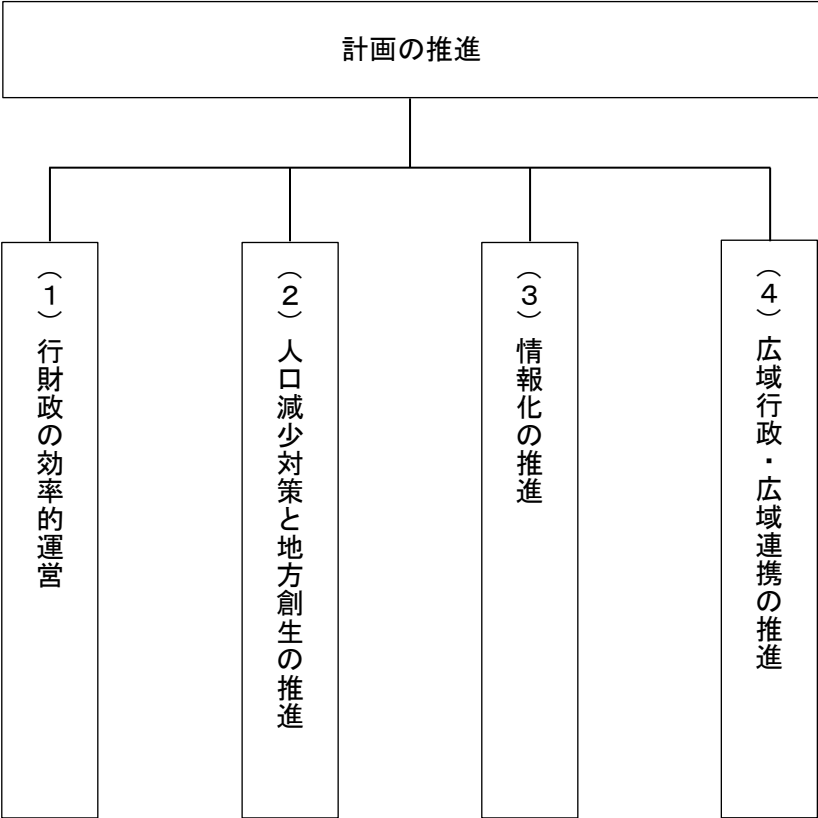 計画の推進
（１）行財政の効率的運営
（２）人口減少対策と地方創生の推進
（３）情報化の推進
（４）広域行政・広域連携の推進